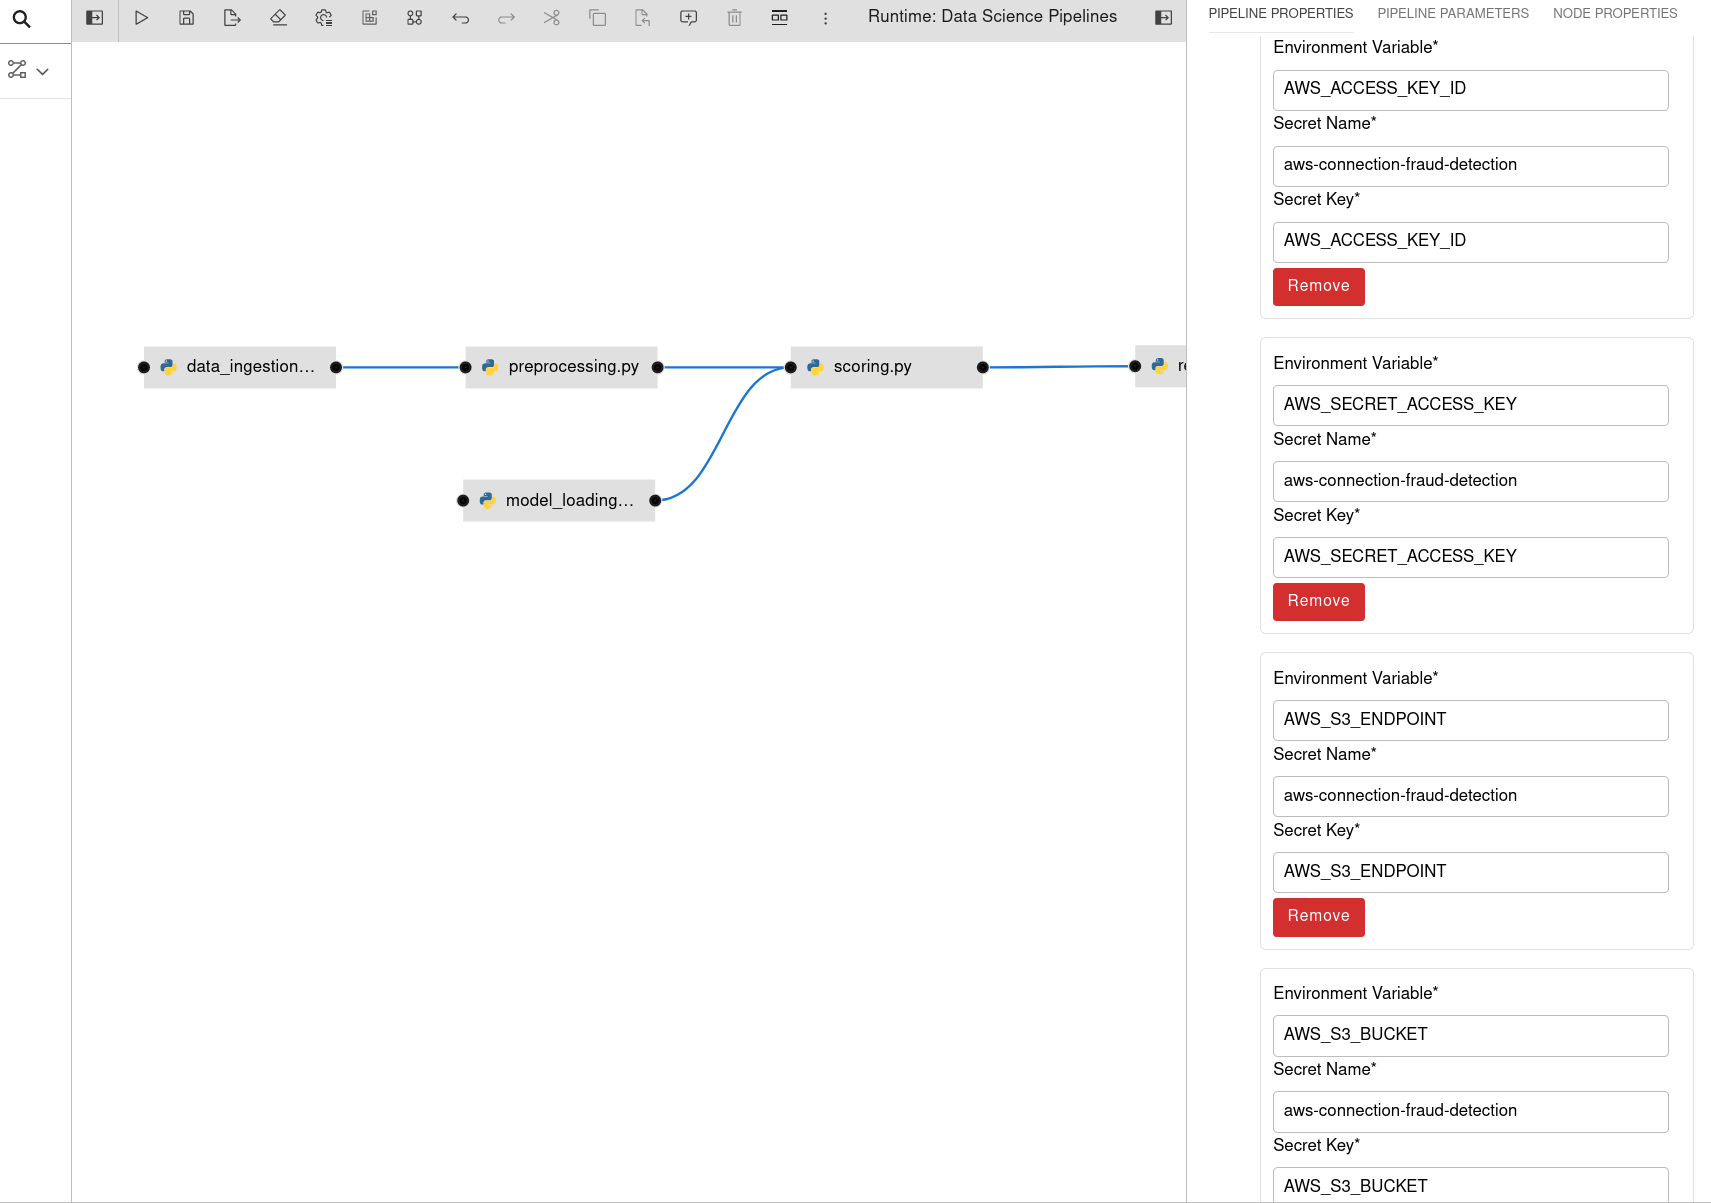 Runtime: Data Science Pipelines
data_ingestion...
preprocessing.py
scoring.py
model_loading...
PIPELINE PROPERTIES
PIPELINE PARAMETERS
NODE PROPERTIES
Environment Variable*
AWS_ACCESS_KEY_ID
Secret Name*
aws-connection-fraud-detection
Secret Key*
AWS_ACCESS_KEY_ID
Remove
Environment Variable*
AWS_SECRET_ACCESS_KEY
Secret Name*
aws-connection-fraud-detection
Secret Key*
AWS_SECRET_ACCESS_KEY
Remove
Environment Variable*
AWS_S3_ENDPOINT
Secret Name*
aws-connection-fraud-detection
Secret Key*
AWS_S3_ENDPOINT
Remove
Environment Variable*
AWS_S3_BUCKET
Secret Name*
aws-connection-fraud-detection
Secret Key*
AWS_S3_BUCKET